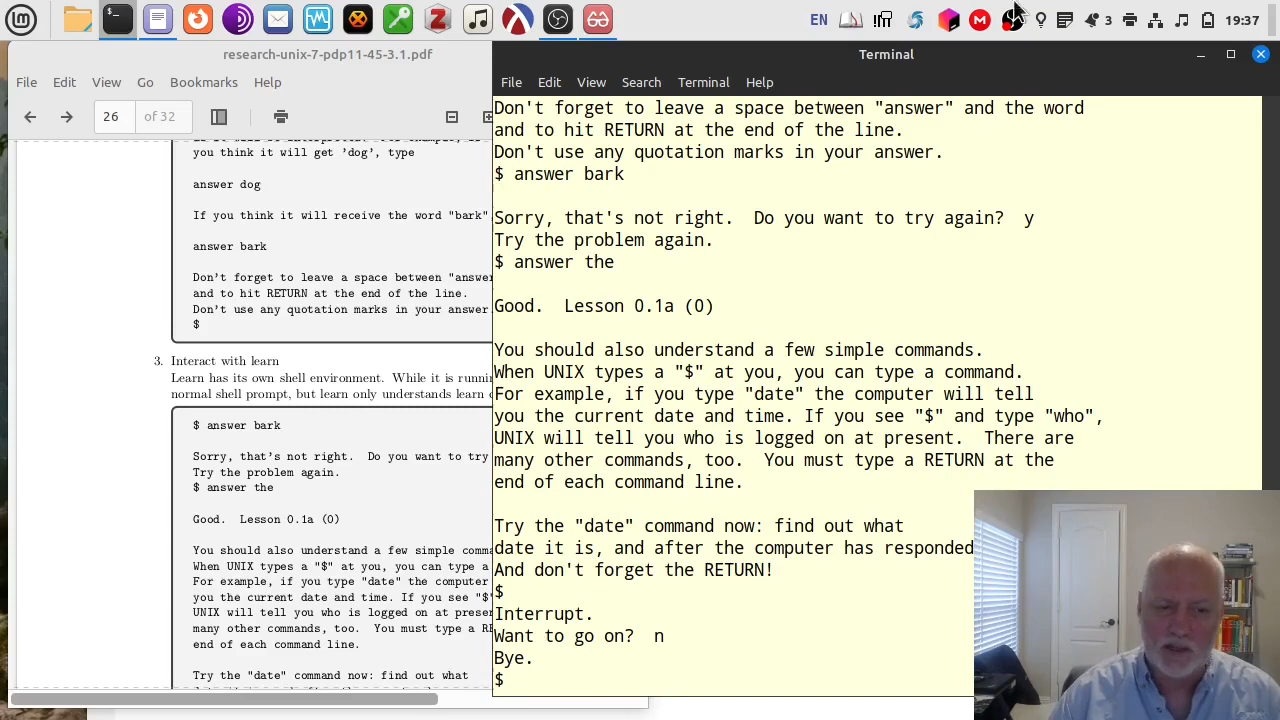 EN
3
19:37
research-unix-7-pdp11-45-3.1.pdf
File Edit View Go Bookmarks Help
26 of 32
you think it will get 'dog', type
answer dog
If you think it will receive the word "bark"
answer bark
Don't forget to leave a space between "answe
and to hit RETURN at the end of the line.
Don't use any quotation marks in your answer
$
3. Interact with learn
Learn has its own shell environment. While it is runni
normal shell prompt, but learn only understands learn
$ answer bark
Sorry, that's not right. Do you want to try
Try the problem again.
$ answer the
Good. Lesson 0.1a (0)
You should also understand a few simple comma
When UNIX types a "$" at you, you can type a
For example, if you type "date" the computer
you the current date and time. If you see "$"
UNIX will tell you who is logged on at presen
many other commands, too. You must type a RE
end of each command line.
Try the "date" command now: find out what
Terminal
File Edit View Search Terminal Help
Don't forget to leave a space between "answer" and the word
and to hit RETURN at the end of the line.
Don't use any quotation marks in your answer.
$ answer bark
Sorry, that's not right. Do you want to try again? y
Try the problem again.
$ answer the
Good. Lesson 0.1a (0)
You should also understand a few simple commands.
When UNIX types a "$" at you, you can type a command.
For example, if you type "date" the computer will tell
you the current date and time. If you see "$" and type "who",
UNIX will tell you who is logged on at present. There are
many other commands, too. You must type a RETURN at the
end of each command line.
Try the "date" command now: find out what
date it is, and after the computer has responded
And don't forget the RETURN!
$
Interrupt.
Want to go on? n
Bye.
$